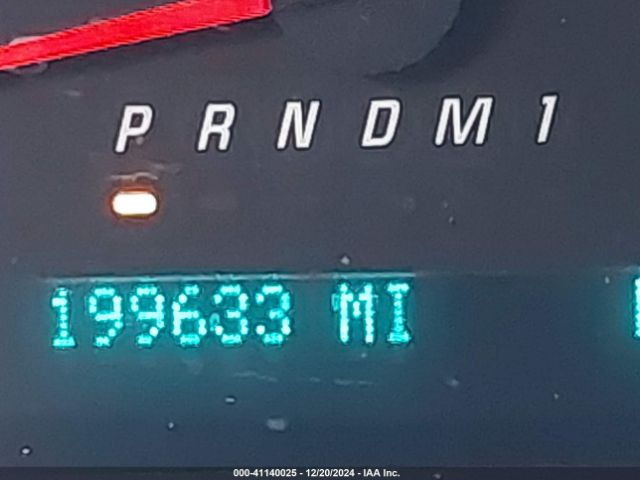 P R N D M 1
199633 MI
000-41140025 - 12/20/2024 - IAA Inc.